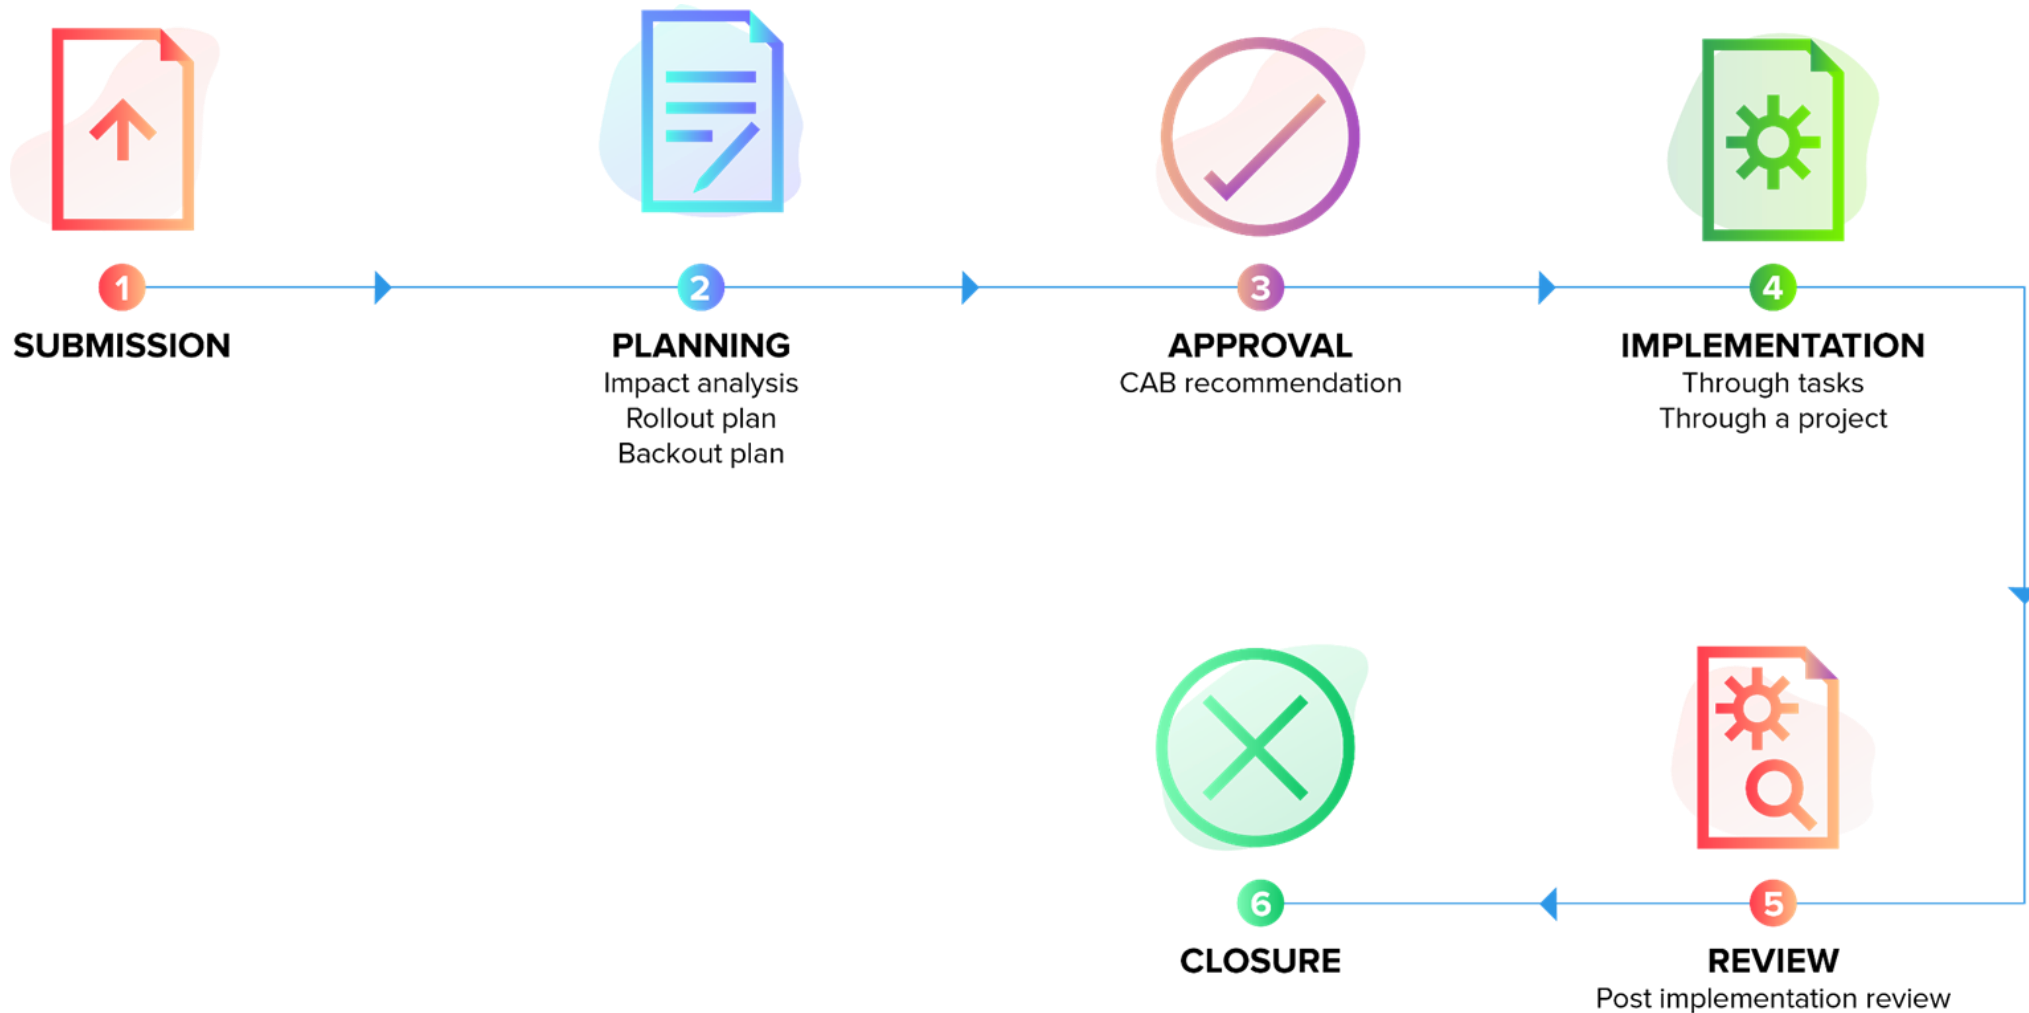 1
SUBMISSION
2
PLANNING
Impact analysis
Rollout plan
Backout plan
3
APPROVAL
CAB recommendation
4
IMPLEMENTATION
Through tasks
Through a project
5
REVIEW
Post implementation review
6
CLOSURE